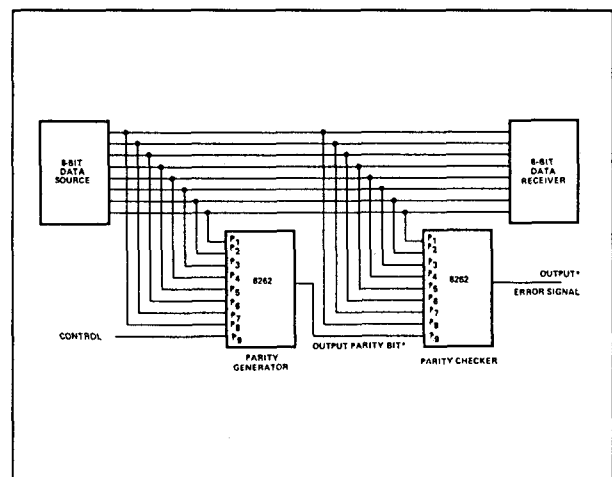 8-BIT
DATA
SOURCE
8-BIT
DATA
RECEIVER
P1
P2
P3
P4
P5
P6
P7
P8
P9
8262
P1
P2
P3
P4
P5
P6
P7
P8
P9
8262
OUTPUT*
ERROR SIGNAL
CONTROL
OUTPUT PARITY BIT*
PARITY
GENERATOR
PARITY CHECKER